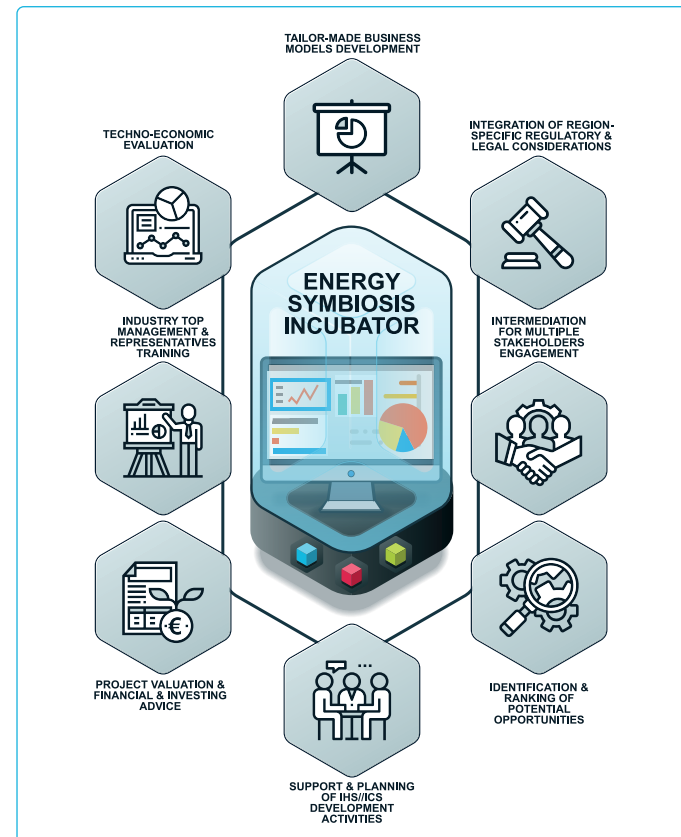 TAILOR-MADE BUSINESS
MODELS DEVELOPMENT
TECHNO-ECONOMIC
EVALUATION
INTEGRATION OF REGION-
SPECIFIC REGULATORY &
LEGAL CONSIDERATIONS
ENERGY
SYMBIOSIS
INCUBATOR
INDUSTRY TOP
MANAGEMENT &
REPRESENTATIVES
TRAINING
INTERMEDIATION
FOR MULTIPLE
STAKEHOLDERS
ENGAGEMENT
€
PROJECT VALUATION &
FINANCIAL & INVESTING
ADVICE
IDENTIFICATION &
RANKING OF
POTENTIAL
OPPORTUNITIES
SUPPORT & PLANNING
OF IHS//ICS
DEVELOPMENT
ACTIVITIES